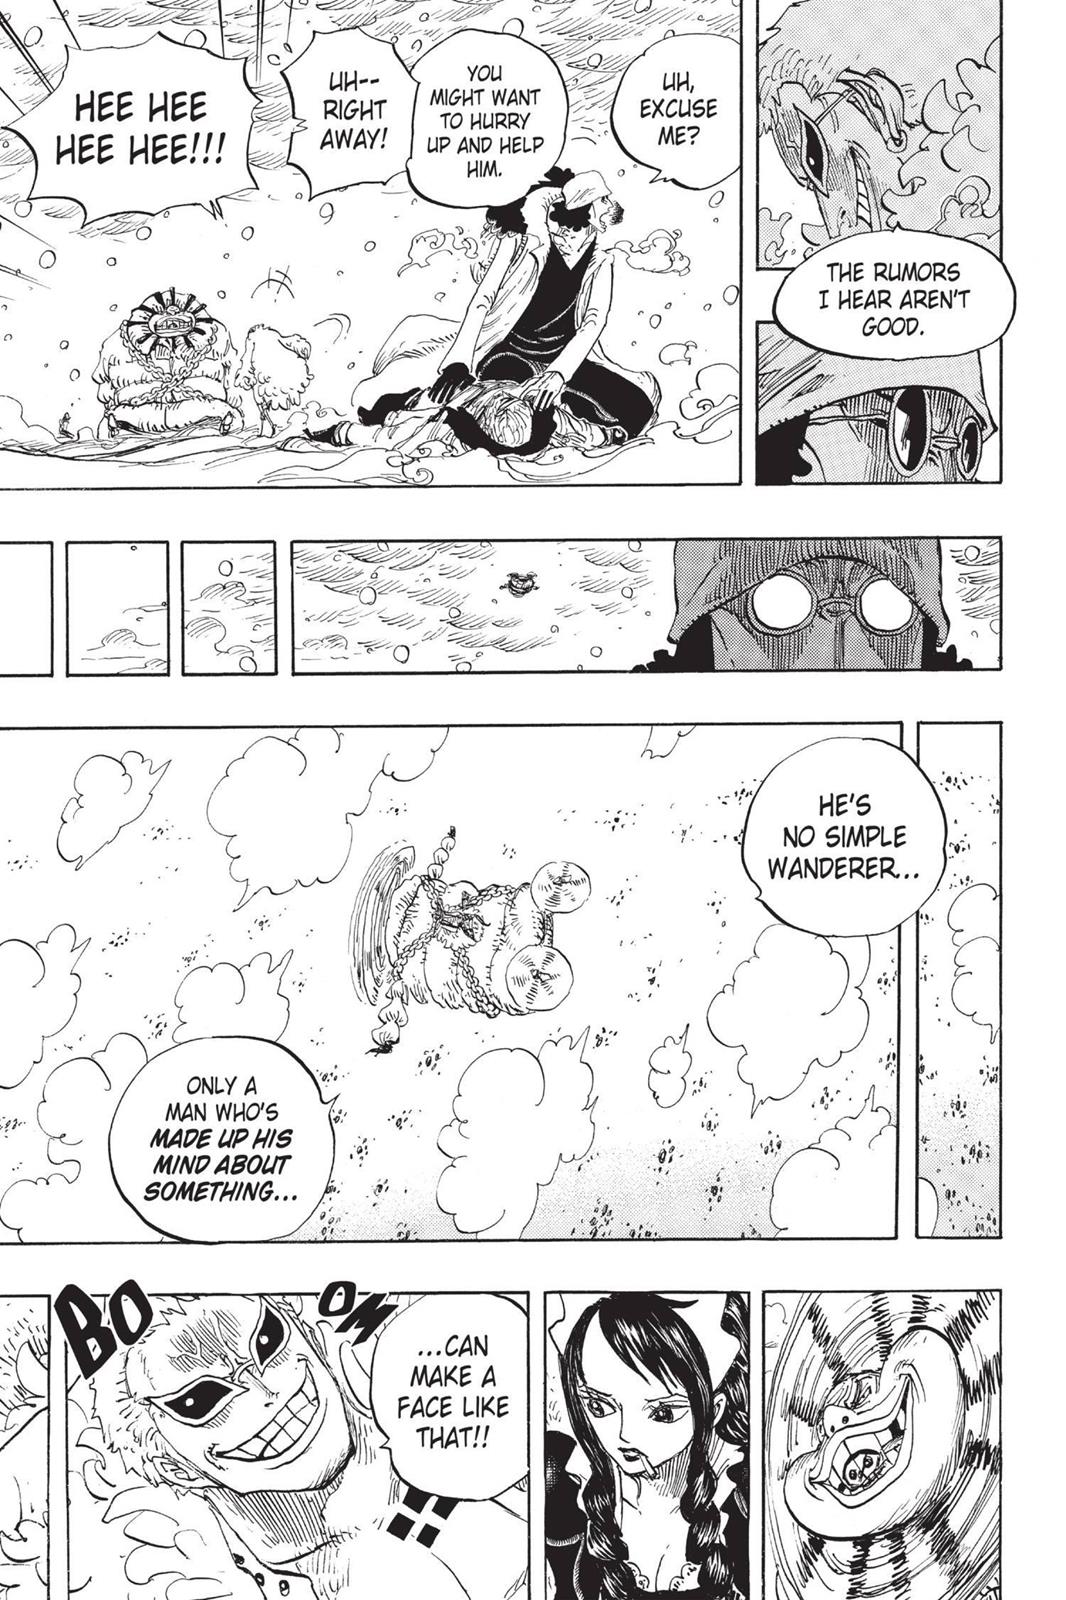 THE RUMORS
I HEAR AREN'T
GOOD.
UH,
EXCUSE
ME?
YOU
MIGHT WANT
TO HURRY
UP AND HELP
HIM.
UH--
RIGHT
AWAY!
HEE HEE
HEE HEE!!!
HE'S
NO SIMPLE
WANDERER...
ONLY A
MAN WHO'S
MADE UP HIS
MIND ABOUT
SOMETHING...
...CAN
MAKE A
FACE LIKE
THAT!!
BO
OM